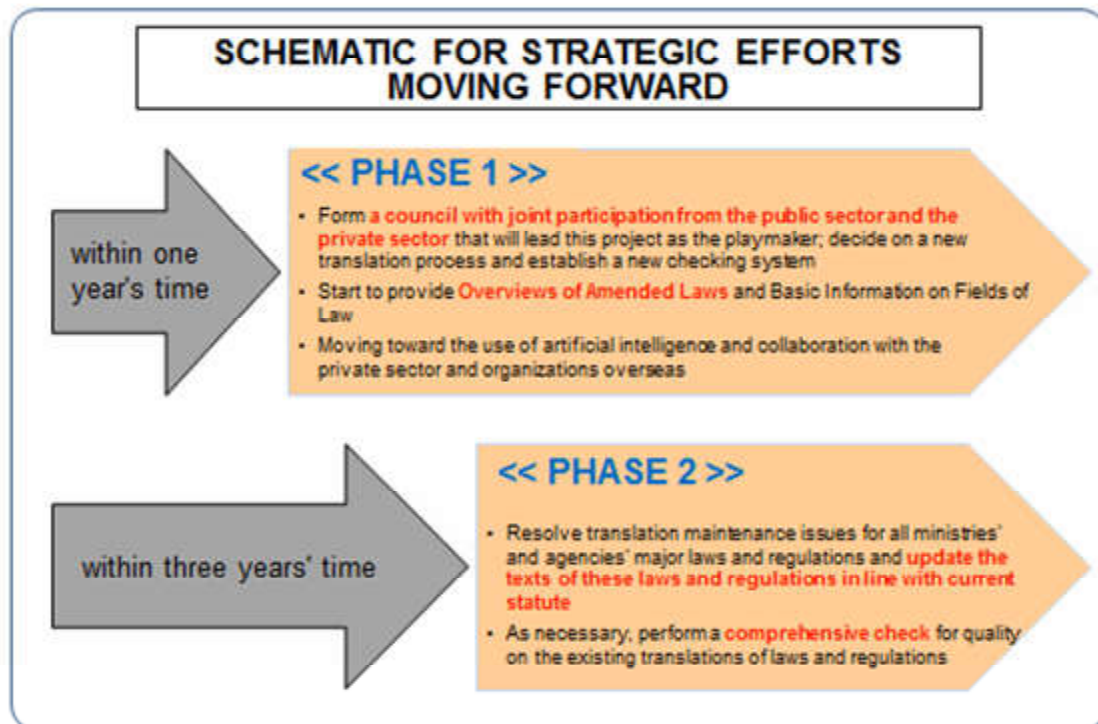 SCHEMATIC FOR STRATEGIC EFFORTS
MOVING FORWARD
within one
year's time
<< PHASE 1 >>
• Form a council with joint participation from the public sector and the
private sector that will lead this project as the playmaker; decide on a new
translation process and establish a new checking system
• Start to provide Overviews of Amended Laws and Basic Information on Fields of
Law
• Moving toward the use of artificial intelligence and collaboration with the
private sector and organizations overseas
within three years' time
<< PHASE 2 >>
• Resolve translation maintenance issues for all ministries'
and agencies' major laws and regulations and update the
texts of these laws and regulations in line with current
statute
• As necessary, perform a comprehensive check for quality
on the existing translations of laws and regulations